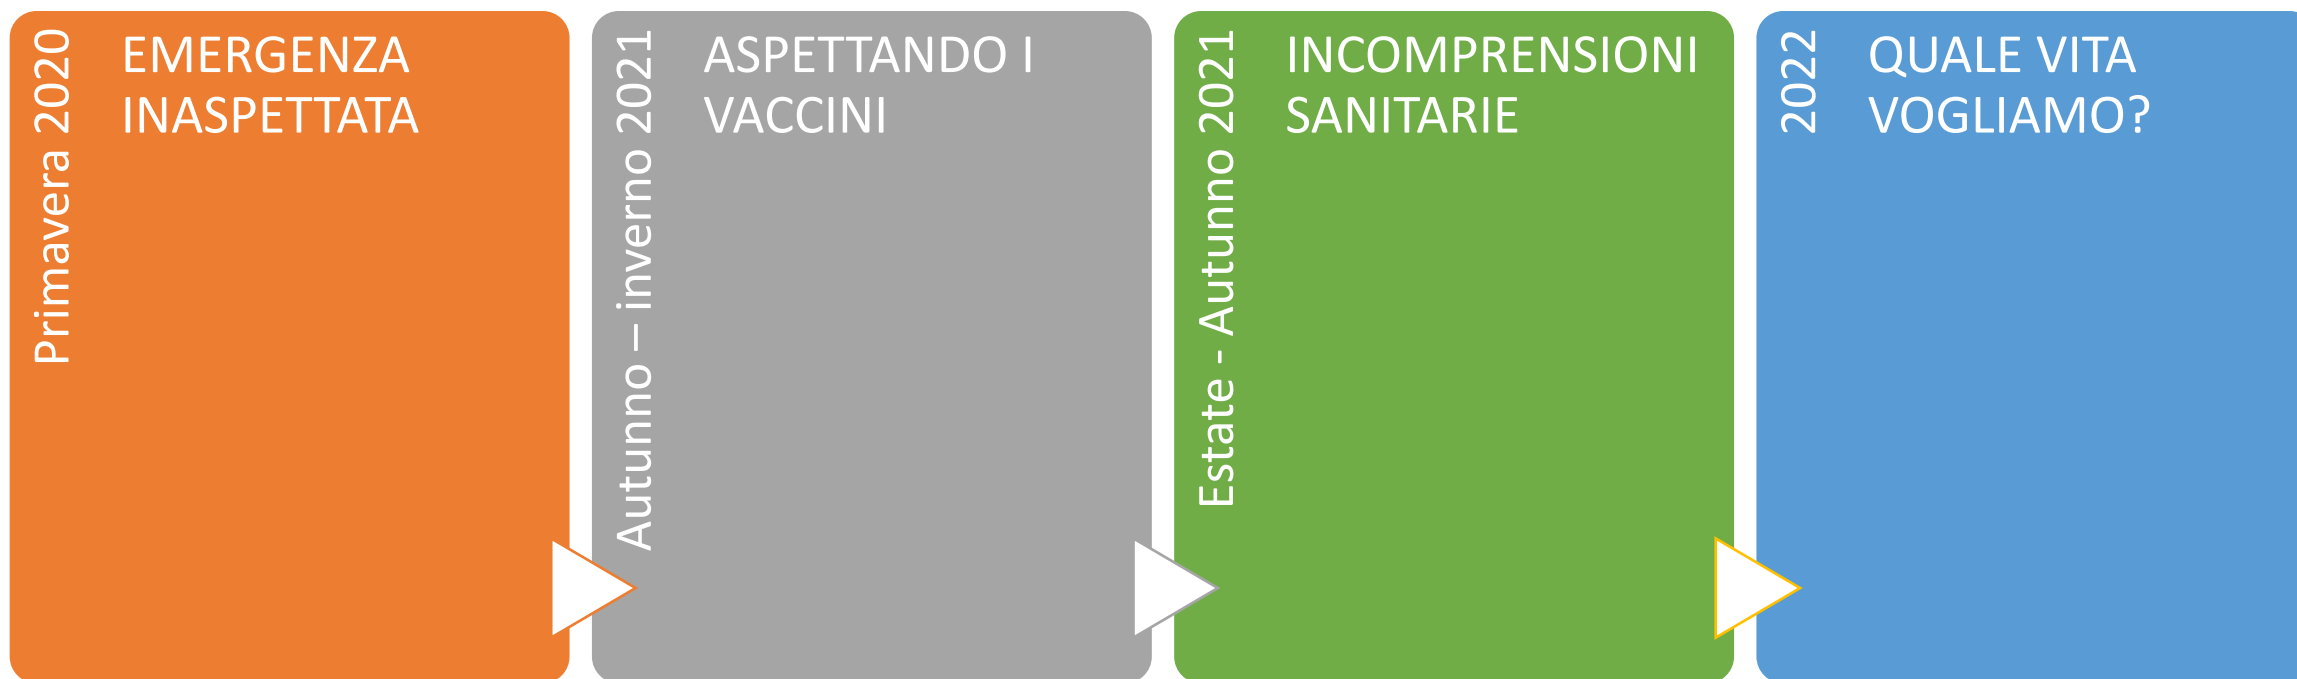 Primavera 2020
EMERGENZA
INASPETTATA
Autunno – inverno 2021
ASPETTANDO I
VACCINI
Estate - Autunno 2021
INCOMPRENSIONI
SANITARIE
2022
QUALE VITA
VOGLIAMO?